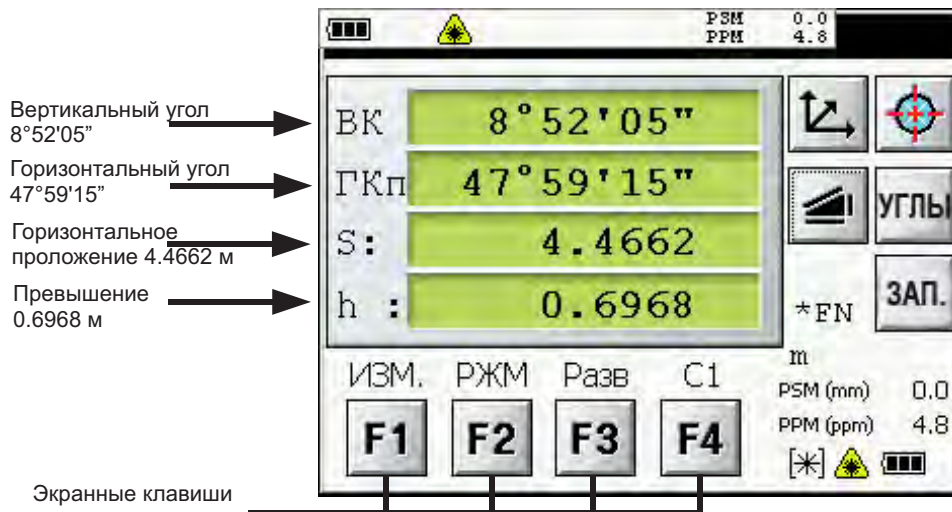 PSM 0.0
PPM 4.8
Вертикальный угол
8°52'05”
ВК 8°52'05"
Горизонтальный угол
47°59'15”
ГКп 47°59'15"
УГЛЫ
Горизонтальное
проложение 4.4662 м
S: 4.4662
Превышение
0.6968 м
h : 0.6968
*FN
ЗАП.
m
ИЗМ. РЖМ Разв С1
PSM (mm) 0.0
PPM (ppm) 4.8
F1 F2 F3 F4
[*]
Экранные клавиши